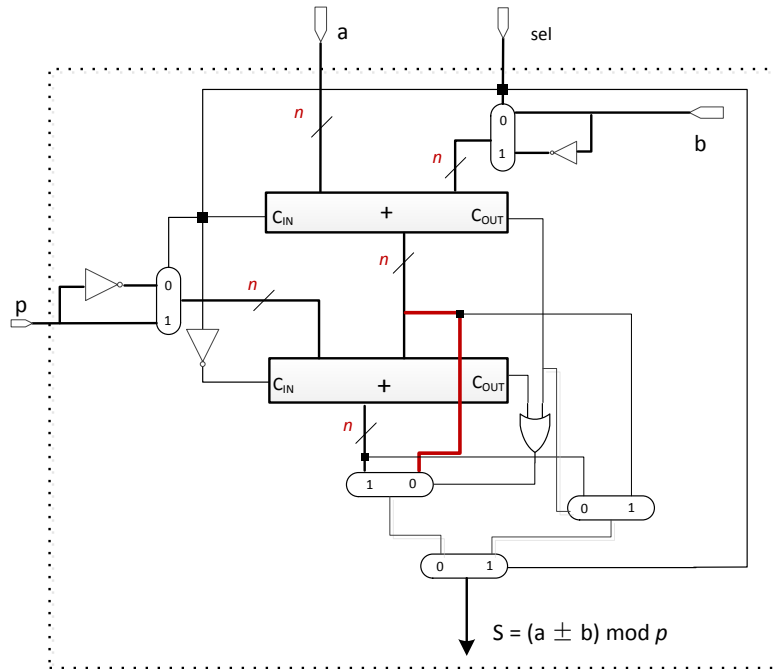 a
sel
n
0
b
n
1
C_IN
+
C_OUT
n
0
n
p
1
C_IN
+
C_OUT
n
1 0
0 1
0 1
S = (a ± b) mod p